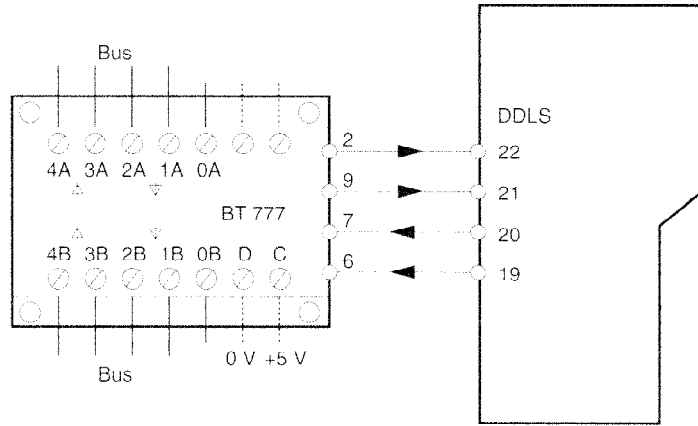 Bus
DDLS
2
22
4A 3A 2A 1A 0A
9
21
BT 777
7
20
4B 3B 2B 1B 0B D C
6
19
0 V +5 V
Bus